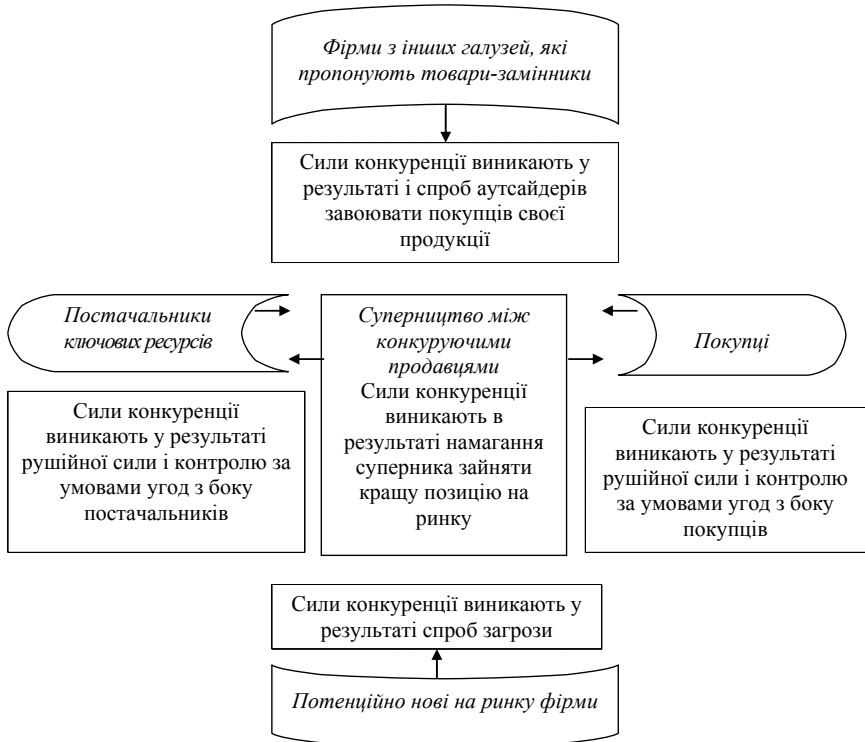 Фірми з інших галузей, які
пропонують товари-замінники
Сили конкуренції виникають у
результаті і спроб аутсайдерів
завоювати покупців своєї
продукції
Постачальники
ключових ресурсів
Суперництво між
конкуруючими
продавцями
Сили конкуренції
виникають в
результаті намагання
суперника зайняти
кращу позицію на
ринку
Покупці
Сили конкуренції
виникають у результаті
рушійної сили і контролю за
умовами угод з боку
постачальників
Сили конкуренції
виникають у результаті
рушійної сили і контролю
за умовами угод з боку
покупців
Сили конкуренції виникають у
результаті спроб загрози
Потенційно нові на ринку фірми